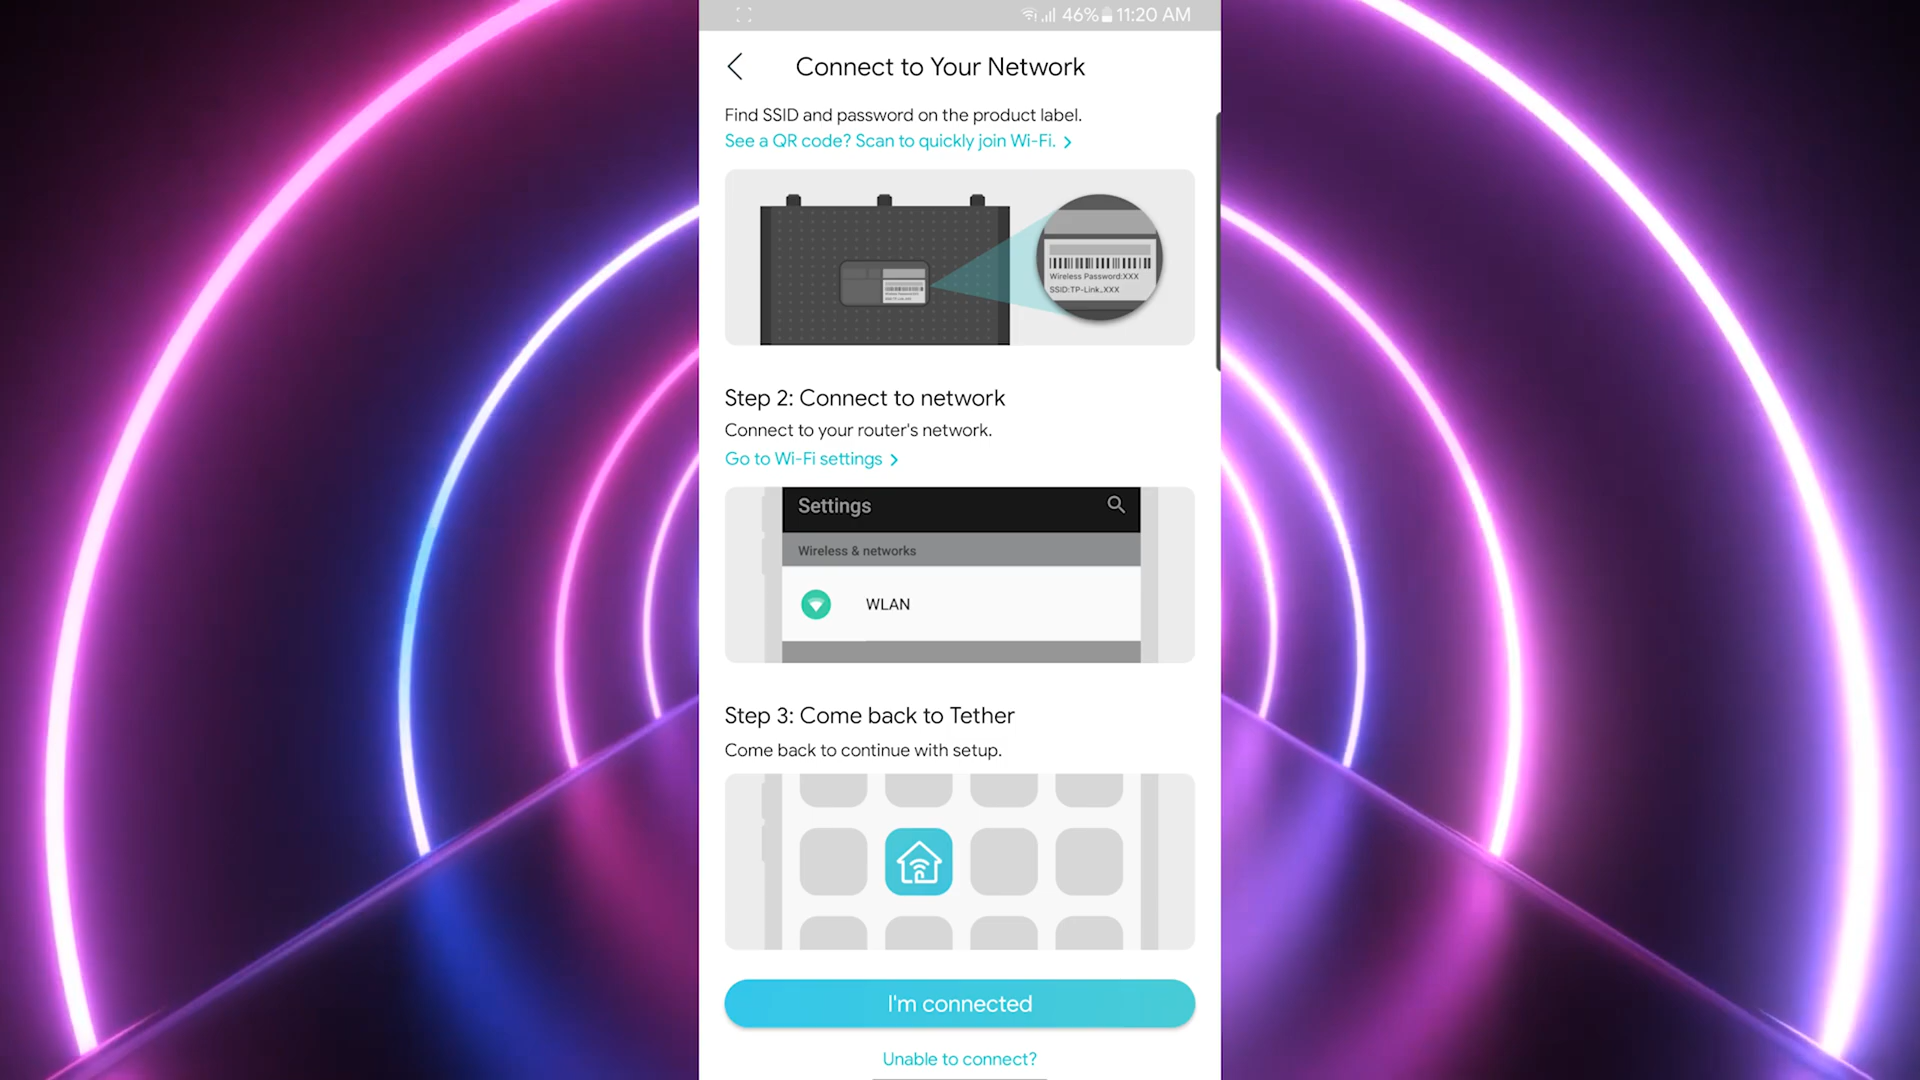 46% 11:20 AM
Connect to Your Network
Find SSID and password on the product label.
See a QR code? Scan to quickly join Wi-Fi. >
Wireless Password:XXX
SSID:TP-Link_XXX
Step 2: Connect to network
Connect to your router's network.
Go to Wi-Fi settings >
Settings
Wireless & networks
WLAN
Step 3: Come back to Tether
Come back to continue with setup.
I'm connected
Unable to connect?